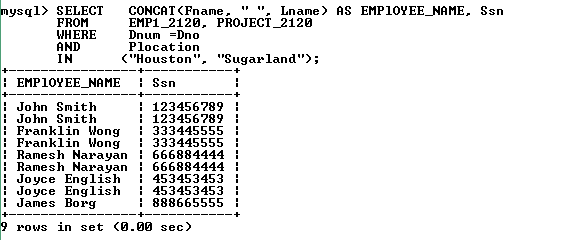 mysql> SELECT CONCAT(Fname, " ", Lname) AS EMPlOYEE_NAME, Ssn
FROM EMP1_2120, PROJECT_2120
WHERE Dnum =Dno
AND Plocation
IN ("Houston", "Sugarland");
+----------------+-----------+
| EMPlOYEE_NAME | Ssn |
+----------------+-----------+
| John Smith | 123456789 |
| John Smith | 123456789 |
| Franklin Wong | 333445555 |
| Franklin Wong | 333445555 |
| Ramesh Narayan | 666884444 |
| Ramesh Narayan | 666884444 |
| Joyce English | 453453453 |
| Joyce English | 453453453 |
| James Borg | 888665555 |
+----------------+-----------+
9 rows in set (0.00 sec)